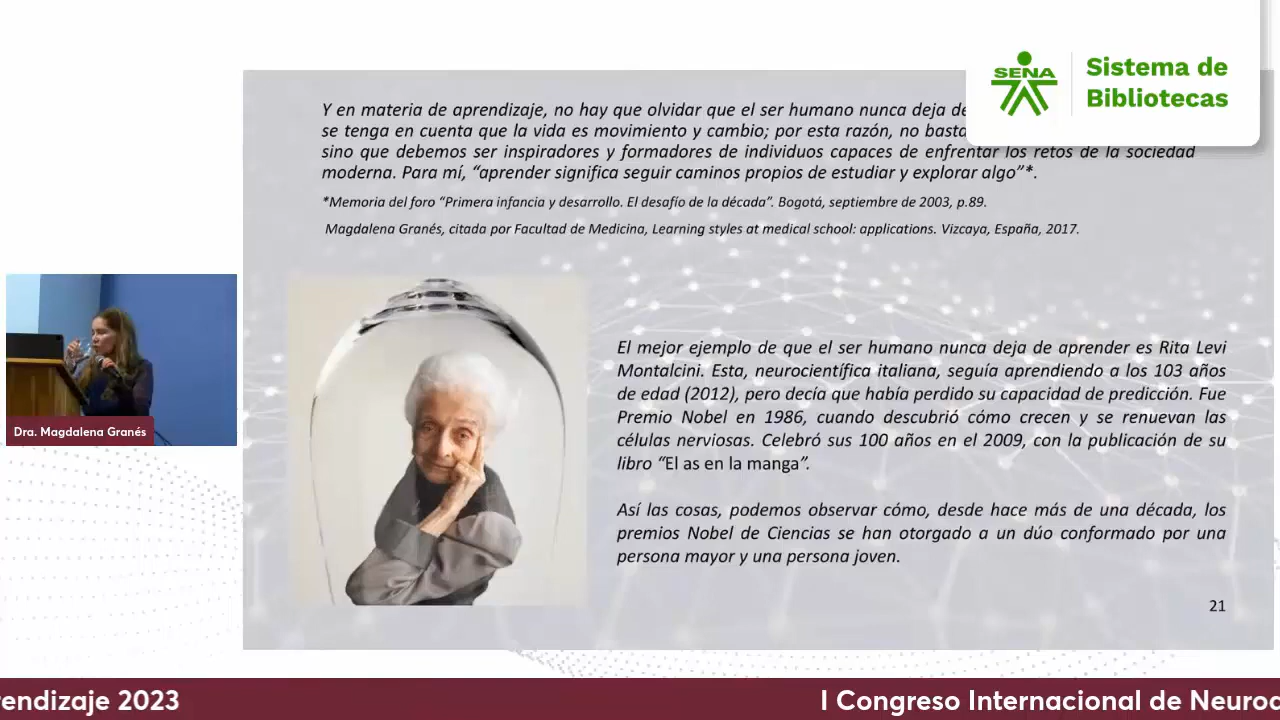 SENA
Sistema de
Bibliotecas
Y en materia de aprendizaje, no hay que olvidar que el ser humano nunca deja de
se tenga en cuenta que la vida es movimiento y cambio; por esta razón, no basta
sino que debemos ser inspiradores y formadores de individuos capaces de enfrentar los retos de la sociedad
moderna. Para mí, “aprender significa seguir caminos propios de estudiar y explorar algo”*.
*Memoria del foro “Primera infancia y desarrollo. El desafío de la década”. Bogotá, septiembre de 2003, p.89.
Magdalena Granés, citada por Facultad de Medicina, Learning styles at medical school: applications. Vizcaya, España, 2017.
El mejor ejemplo de que el ser humano nunca deja de aprender es Rita Levi
Montalcini. Esta, neurocientífica italiana, seguía aprendiendo a los 103 años
de edad (2012), pero decía que había perdido su capacidad de predicción. Fue
Premio Nobel en 1986, cuando descubrió cómo crecen y se renuevan las
células nerviosas. Celebró sus 100 años en el 2009, con la publicación de su
libro “El as en la manga”.
Así las cosas, podemos observar cómo, desde hace más de una década, los
premios Nobel de Ciencias se han otorgado a un dúo conformado por una
persona mayor y una persona joven.
21
Dra. Magdalena Granés
rendizaje 2023
I Congreso Internacional de Neuro